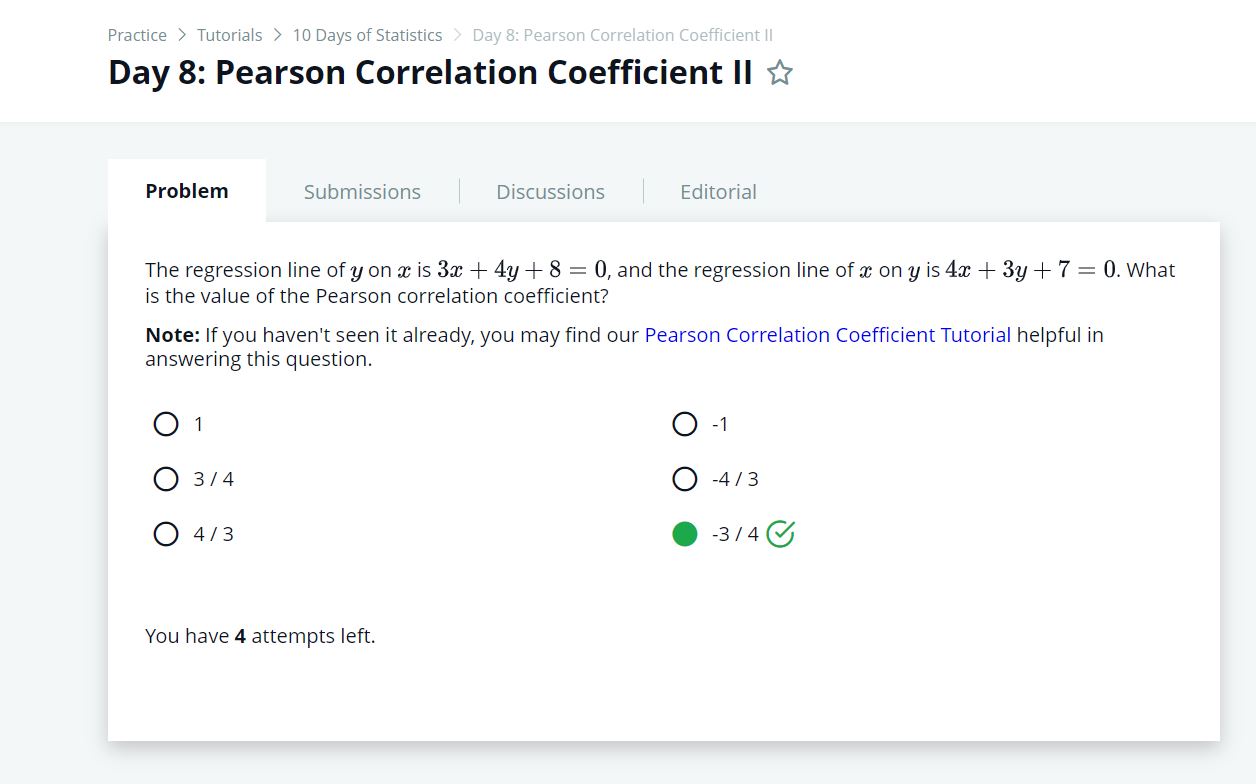 Practice > Tutorials > 10 Days of Statistics > Day 8: Pearson Correlation Coefficient II
Day 8: Pearson Correlation Coefficient II
Problem Submissions Discussions Editorial
The regression line of y on x is 3x + 4y + 8 = 0, and the regression line of x on y is 4x + 3y + 7 = 0. What
is the value of the Pearson correlation coefficient?
Note: If you haven't seen it already, you may find our Pearson Correlation Coefficient Tutorial helpful in
answering this question.
1 -1
3 / 4 -4 / 3
4 / 3 -3 / 4
You have 4 attempts left.